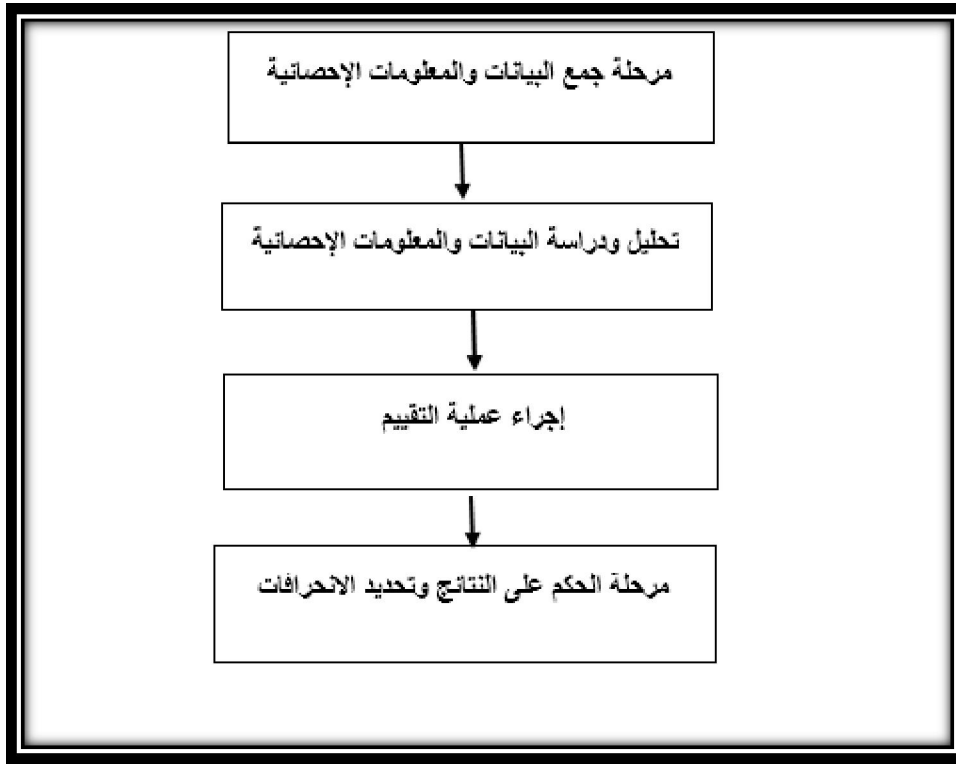 مرحلة جمع البيانات والمعلومات الإحصائية
تحليل ودراسة البيانات والمعلومات الإحصائية
إجراء عملية التقييم
مرحلة الحكم على النتائج وتحديد الانحرافات